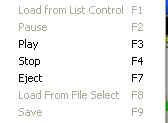 Load from List Control F1
Pause F2
Play F3
Stop F4
Eject F7
Load From File Select F8
Save F9